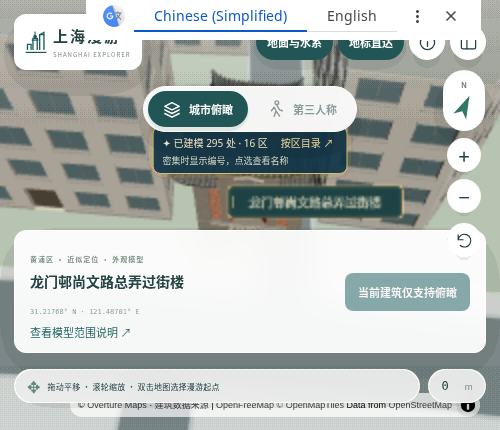 Chinese (Simplified)
English
上海漫游
SHANGHAI EXPLORER
地面与水系
地标直达
N
城市俯瞰
第三人称
✦ 已建模 295 处 · 16 区 按区目录 ↗
密集时显示编号，点选查看名称
龙门邨尚文路总弄过街楼
黄浦区 · 近似定位 · 外观模型
龙门邨尚文路总弄过街楼
31.21768° N · 121.48701° E
查看模型范围说明 ↗
当前建筑仅支持俯瞰
拖动平移 · 滚轮缩放 · 双击地图选择漫游起点
0 m
© Overture Maps · 建筑数据来源 | OpenFreeMap © OpenMapTiles Data from OpenStreetMap